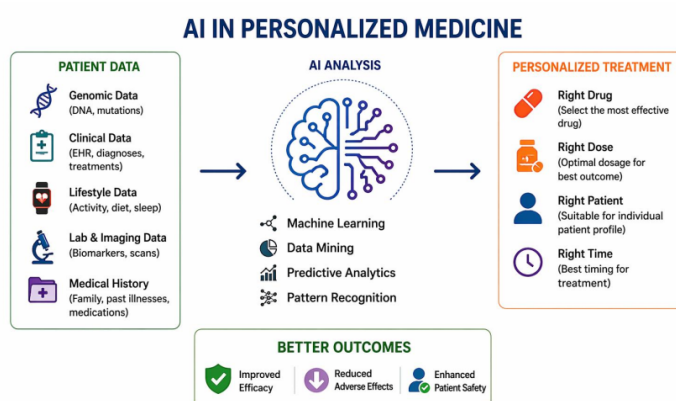 AI IN PERSONALIZED MEDICINE
PATIENT DATA
Genomic Data
(DNA, mutations)
Clinical Data
(EHR, diagnoses,
treatments)
Lifestyle Data
(Activity, diet, sleep)
Lab & Imaging Data
(Biomarkers, scans)
Medical History
(Family, past illnesses,
medications)
AI ANALYSIS
Machine Learning
Data Mining
Predictive Analytics
Pattern Recognition
PERSONALIZED TREATMENT
Right Drug
(Select the most effective
drug)
Right Dose
(Optimal dosage for
best outcome)
Right Patient
(Suitable for individual
patient profile)
Right Time
(Best timing for
treatment)
BETTER OUTCOMES
Improved
Efficacy
Reduced
Adverse Effects
Enhanced
Patient Safety